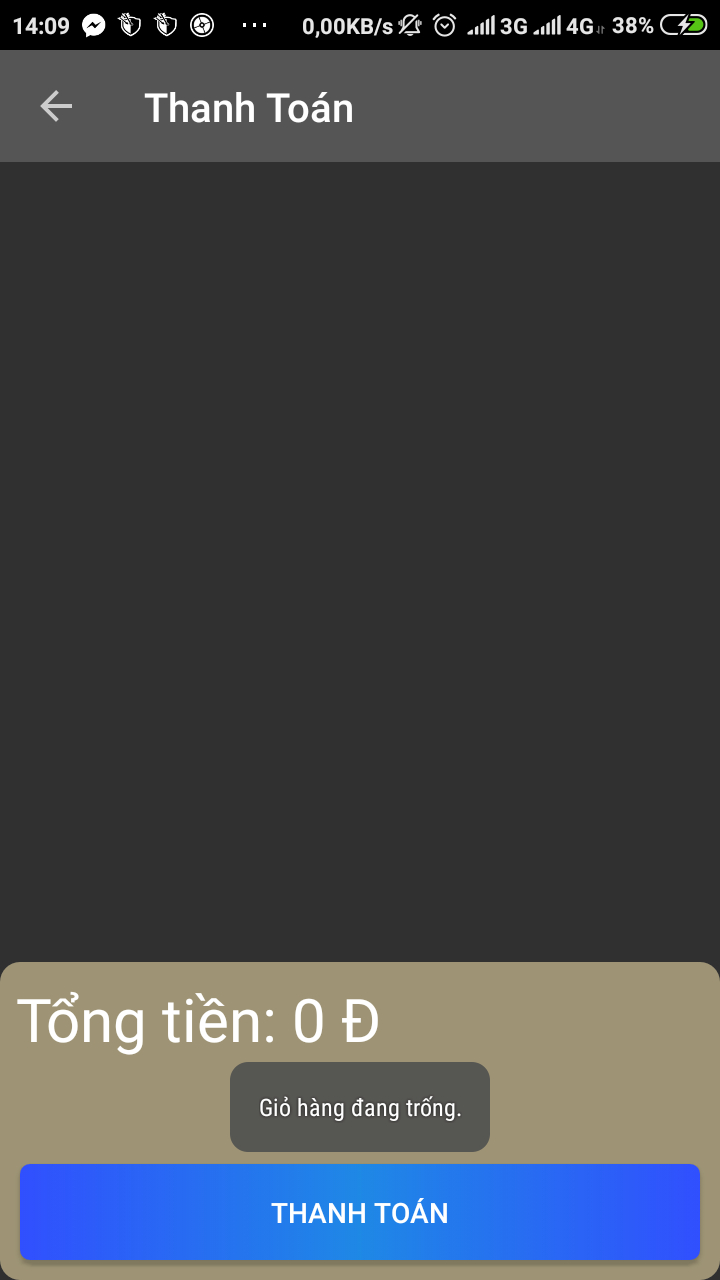 14:09 ... 0,00KB/s 3G 4G 38%
Thanh Toán
Tổng tiền: 0 Đ
Giỏ hàng đang trống.
THANH TOÁN